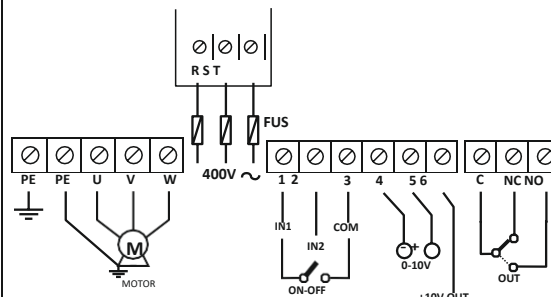 R S T
FUS
400V ~
PE PE U V W
1 2 3 4 5 6
C NC NO
IN1 IN2 COM
- + 0-10V
M
MOTOR
ON-OFF
OUT
+10V OUT